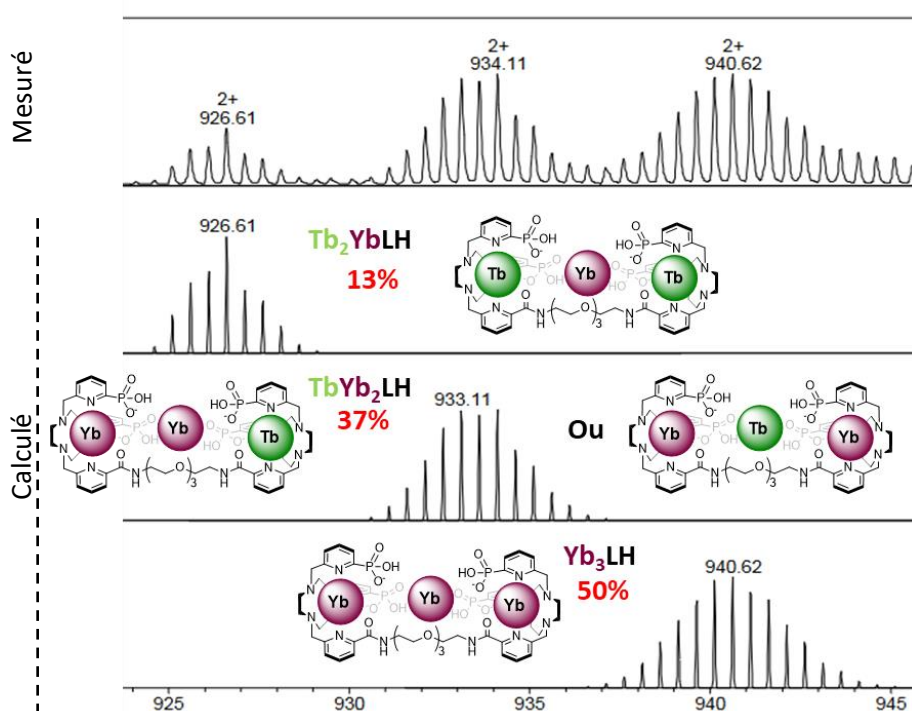 Mesuré
2+
926.61
2+
934.11
2+
940.62
Calculé
926.61
Tb₂YbLH
13%
Tb
Yb
Tb
TbYb₂LH
37%
933.11
Ou
Yb
Yb
Tb
Yb
Tb
Yb
Yb₃LH
50%
940.62
Yb
Yb
Yb
925
930
935
940
945